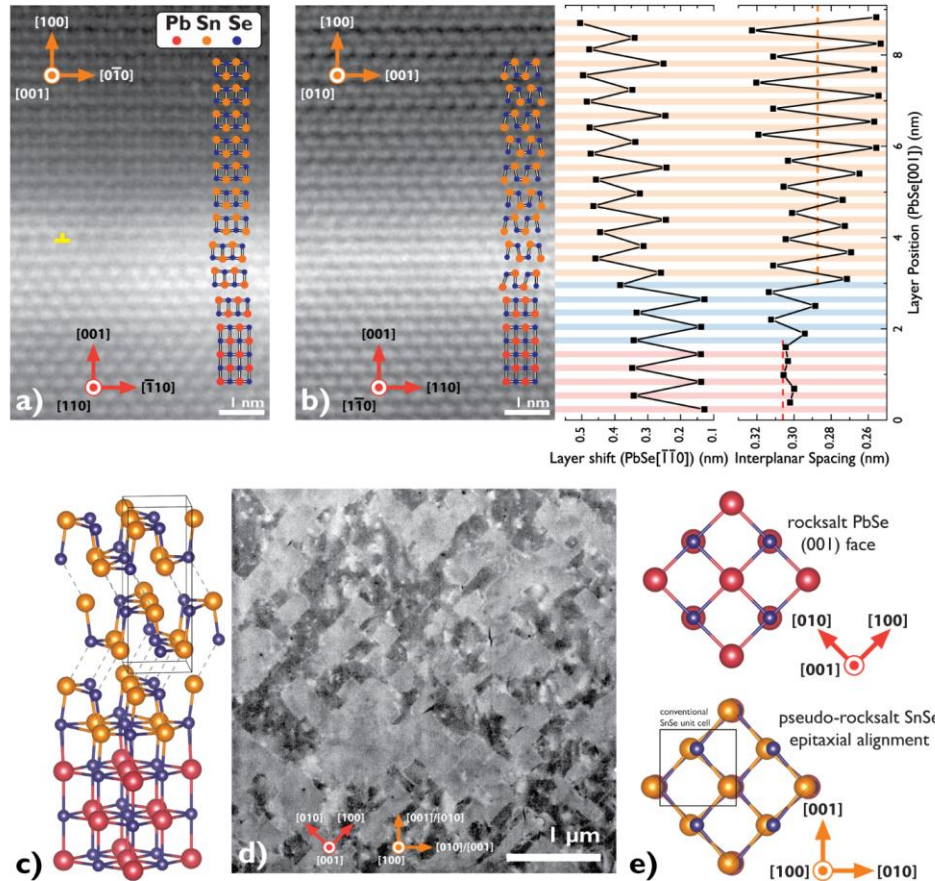 [100]
[01̅0]
[001]
Pb Sn Se
[001]
[1̅10]
[110]
a)
1 nm
[100]
[001]
[010]
[001]
[110]
[11̅0]
b)
1 nm
0.5
0.4
0.3
0.2
0.1
Layer shift (PbSe[1̅1̅0]) (nm)
0.32
0.30
0.28
0.26
Interplanar Spacing (nm)
8
6
4
2
0
Layer Position (PbSe[001]) (nm)
c)
[010]
[100]
[001]
[001]/[010]
[010]/[001]
[100]
d)
1 µm
rocksalt PbSe
(001) face
[010]
[100]
[001]
conventional
SnSe unit cell
pseudo-rocksalt SnSe
epitaxial alignment
[001]
[100]
[010]
e)